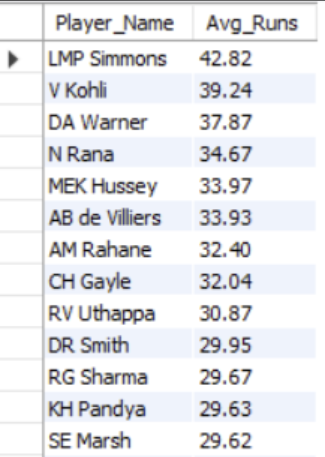 Player_Name Avg_Runs
LMP Simmons 42.82
V Kohli 39.24
DA Warner 37.87
N Rana 34.67
MEK Hussey 33.97
AB de Villiers 33.93
AM Rahane 32.40
CH Gayle 32.04
RV Uthappa 30.87
DR Smith 29.95
RG Sharma 29.67
KH Pandya 29.63
SE Marsh 29.62